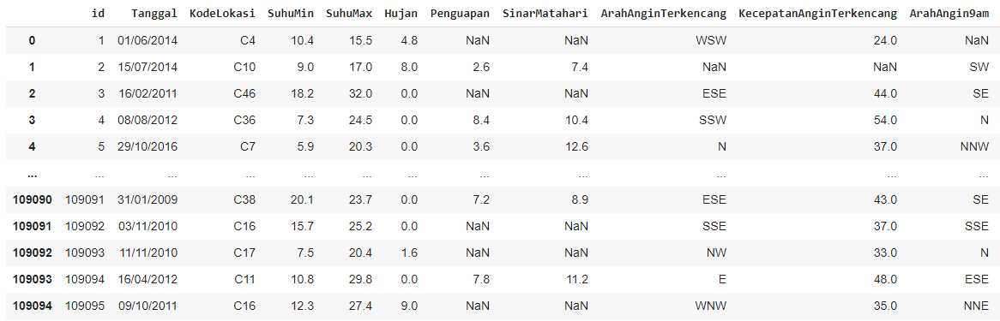 id Tanggal KodeLokasi SuhuMin SuhuMax Hujan Penguapan SinarMatahari ArahAnginTerkencang KecepatanAnginTerkencang ArahAngin9am
0 1 01/06/2014 C4 10.4 15.5 4.8 NaN NaN WSW 24.0 NaN
1 2 15/07/2014 C10 9.0 17.0 8.0 2.6 7.4 NaN NaN SW
2 3 16/02/2011 C46 18.2 32.0 0.0 NaN NaN ESE 44.0 SE
3 4 08/08/2012 C36 7.3 24.5 0.0 8.4 10.4 SSW 54.0 N
4 5 29/10/2016 C7 5.9 20.3 0.0 3.6 12.6 N 37.0 NNW
... ... ... ... ... ... ... ... ... ... ... ...
109090 109091 31/01/2009 C38 20.1 23.7 0.0 7.2 8.9 ESE 43.0 SE
109091 109092 03/11/2010 C16 15.7 25.2 0.0 NaN NaN SSE 37.0 SSE
109092 109093 11/11/2010 C17 7.5 20.4 1.6 NaN NaN NW 33.0 N
109093 109094 16/04/2012 C11 10.8 29.8 0.0 7.8 11.2 E 48.0 ESE
109094 109095 09/10/2011 C16 12.3 27.4 9.0 NaN NaN WNW 35.0 NNE